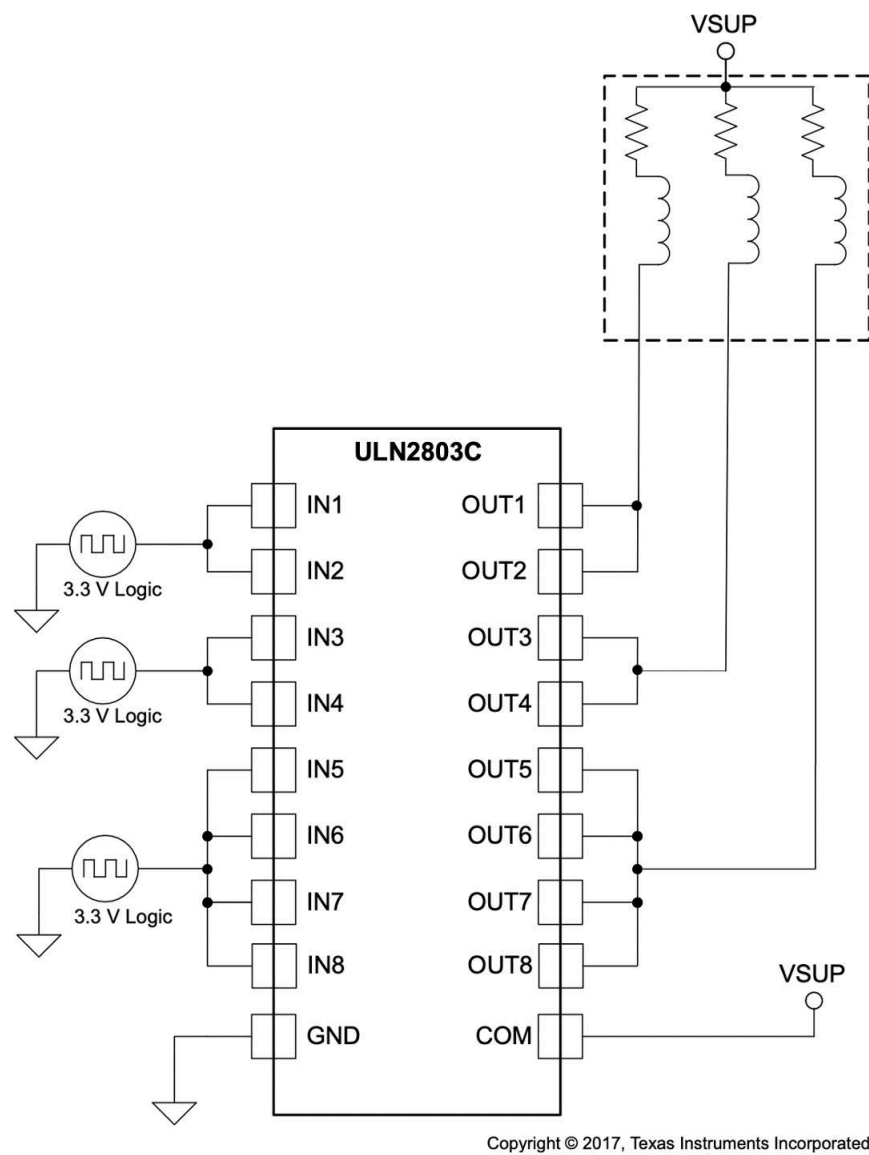 VSUP
ULN2803C
IN1
OUT1
3.3 V Logic
IN2
OUT2
IN3
OUT3
3.3 V Logic
IN4
OUT4
IN5
OUT5
IN6
OUT6
3.3 V Logic
IN7
OUT7
IN8
OUT8
VSUP
GND
COM
Copyright © 2017, Texas Instruments Incorporated